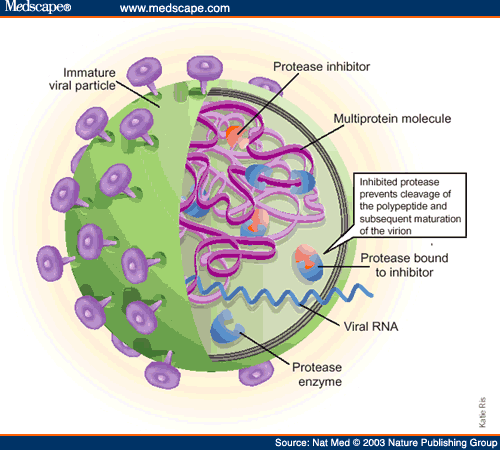 Medscape® www.medscape.com
Protease inhibitor
Immature
viral particle
Multiprotein molecule
Inhibited protease
prevents cleavage of
the polypeptide and
subsequent maturation
of the virion
Protease bound
to inhibitor
Viral RNA
Protease
enzyme
Katie Ris
Source: Nat Med © 2003 Nature Publishing Group